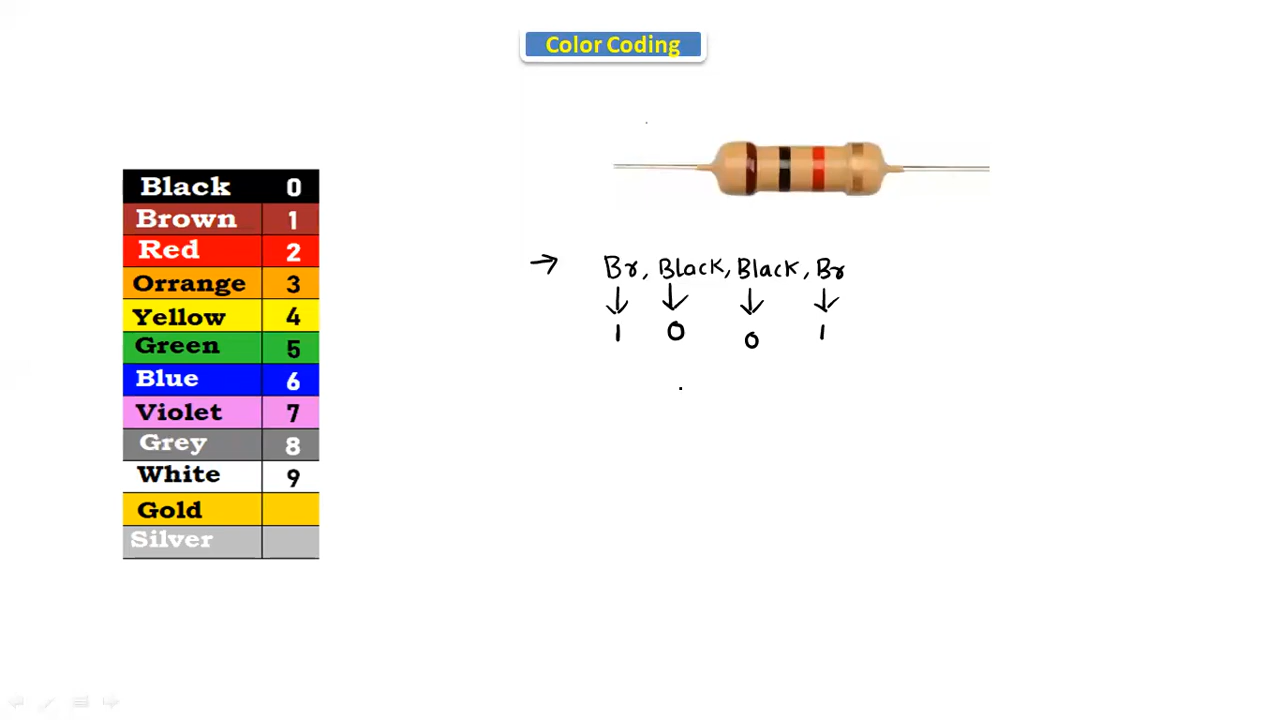 Color Coding
Black 0
Brown 1
Red 2
Orrange 3
Yellow 4
Green 5
Blue 6
Violet 7
Grey 8
White 9
Gold
Silver
→ Br, Black, Black, Br
↓ ↓ ↓ ↓
1 0 0 1